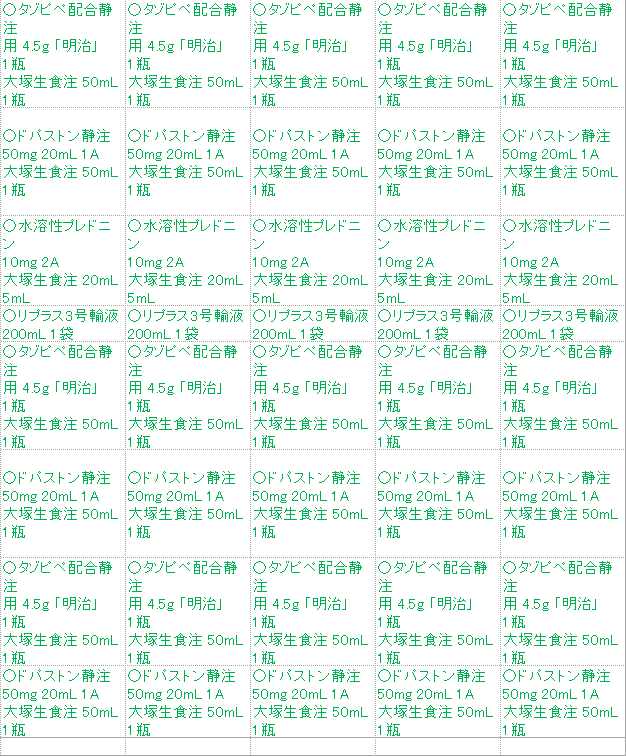 ○タゾピペ配合静
注
用 4.5g「明治」
1瓶
大塚生食注 50mL
1瓶
○タゾピペ配合静
注
用 4.5g「明治」
1瓶
大塚生食注 50mL
1瓶
○タゾピペ配合静
注
用 4.5g「明治」
1瓶
大塚生食注 50mL
1瓶
○タゾピペ配合静
注
用 4.5g「明治」
1瓶
大塚生食注 50mL
1瓶
○タゾピペ配合静
注
用 4.5g「明治」
1瓶
大塚生食注 50mL
1瓶
○ドパストン静注
50mg 20mL 1A
大塚生食注 50mL
1瓶
○ドパストン静注
50mg 20mL 1A
大塚生食注 50mL
1瓶
○ドパストン静注
50mg 20mL 1A
大塚生食注 50mL
1瓶
○ドパストン静注
50mg 20mL 1A
大塚生食注 50mL
1瓶
○ドパストン静注
50mg 20mL 1A
大塚生食注 50mL
1瓶
○水溶性プレドニ
ン
10mg 2A
大塚生食注 20mL
5mL
○水溶性プレドニ
ン
10mg 2A
大塚生食注 20mL
5mL
○水溶性プレドニ
ン
10mg 2A
大塚生食注 20mL
5mL
○水溶性プレドニ
ン
10mg 2A
大塚生食注 20mL
5mL
○水溶性プレドニ
ン
10mg 2A
大塚生食注 20mL
5mL
○リプラス3号輸液
200mL 1袋
○リプラス3号輸液
200mL 1袋
○リプラス3号輸液
200mL 1袋
○リプラス3号輸液
200mL 1袋
○リプラス3号輸液
200mL 1袋
○タゾピペ配合静
注
用 4.5g「明治」
1瓶
大塚生食注 50mL
1瓶
○タゾピペ配合静
注
用 4.5g「明治」
1瓶
大塚生食注 50mL
1瓶
○タゾピペ配合静
注
用 4.5g「明治」
1瓶
大塚生食注 50mL
1瓶
○タゾピペ配合静
注
用 4.5g「明治」
1瓶
大塚生食注 50mL
1瓶
○タゾピペ配合静
注
用 4.5g「明治」
1瓶
大塚生食注 50mL
1瓶
○ドパストン静注
50mg 20mL 1A
大塚生食注 50mL
1瓶
○ドパストン静注
50mg 20mL 1A
大塚生食注 50mL
1瓶
○ドパストン静注
50mg 20mL 1A
大塚生食注 50mL
1瓶
○ドパストン静注
50mg 20mL 1A
大塚生食注 50mL
1瓶
○ドパストン静注
50mg 20mL 1A
大塚生食注 50mL
1瓶
○タゾピペ配合静
注
用 4.5g「明治」
1瓶
大塚生食注 50mL
1瓶
○タゾピペ配合静
注
用 4.5g「明治」
1瓶
大塚生食注 50mL
1瓶
○タゾピペ配合静
注
用 4.5g「明治」
1瓶
大塚生食注 50mL
1瓶
○タゾピペ配合静
注
用 4.5g「明治」
1瓶
大塚生食注 50mL
1瓶
○タゾピペ配合静
注
用 4.5g「明治」
1瓶
大塚生食注 50mL
1瓶
○ドパストン静注
50mg 20mL 1A
大塚生食注 50mL
1瓶
○ドパストン静注
50mg 20mL 1A
大塚生食注 50mL
1瓶
○ドパストン静注
50mg 20mL 1A
大塚生食注 50mL
1瓶
○ドパストン静注
50mg 20mL 1A
大塚生食注 50mL
1瓶
○ドパストン静注
50mg 20mL 1A
大塚生食注 50mL
1瓶